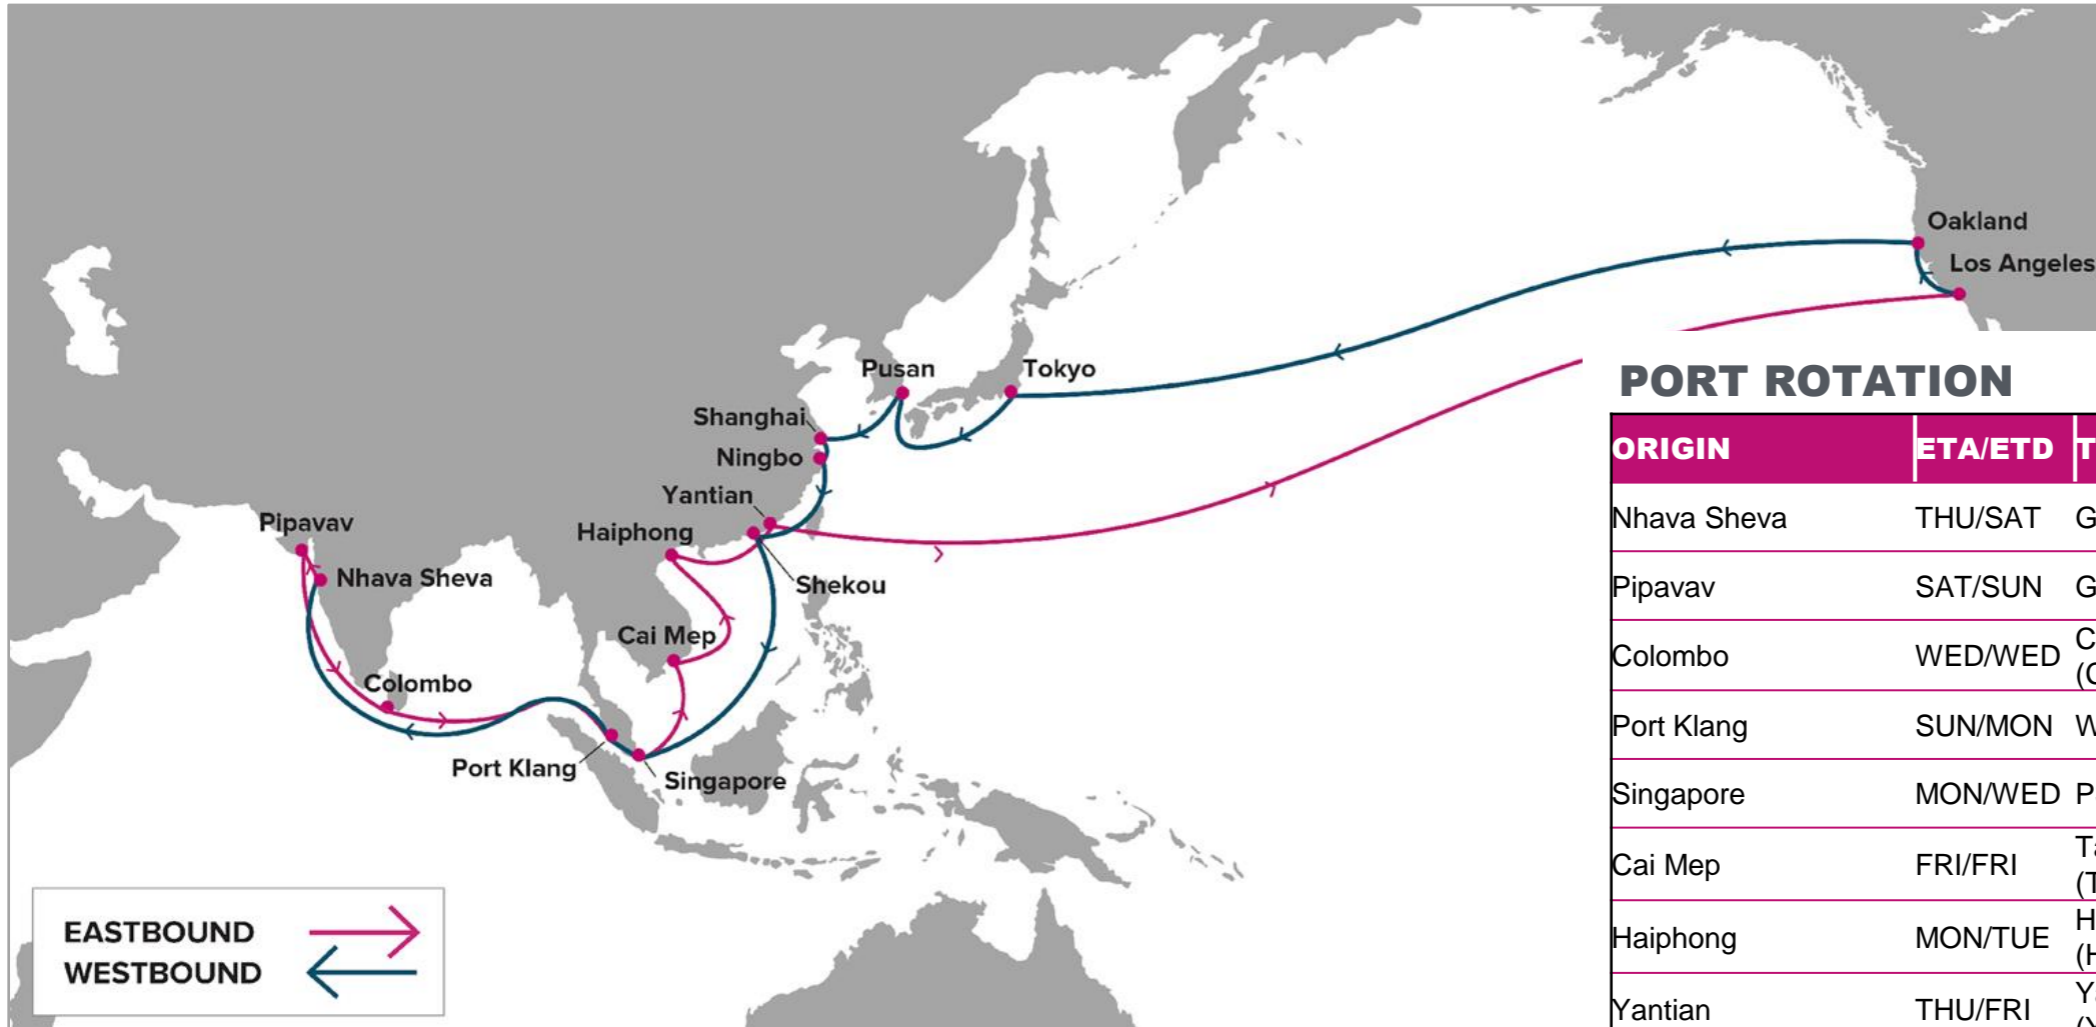 Oakland
Los Angeles
Pusan
Tokyo
Shanghai
Ningbo
Yantian
Haiphong
Pipavav
Nhava Sheva
Shekou
Cai Mep
Colombo
Port Klang
Singapore
EASTBOUND
WESTBOUND
PORT ROTATION
ORIGIN ETA/ETD
Nhava Sheva THU/SAT
Pipavav SAT/SUN
Colombo WED/WED
Port Klang SUN/MON
Singapore MON/WED
Cai Mep FRI/FRI
Haiphong MON/TUE
Yantian THU/FRI